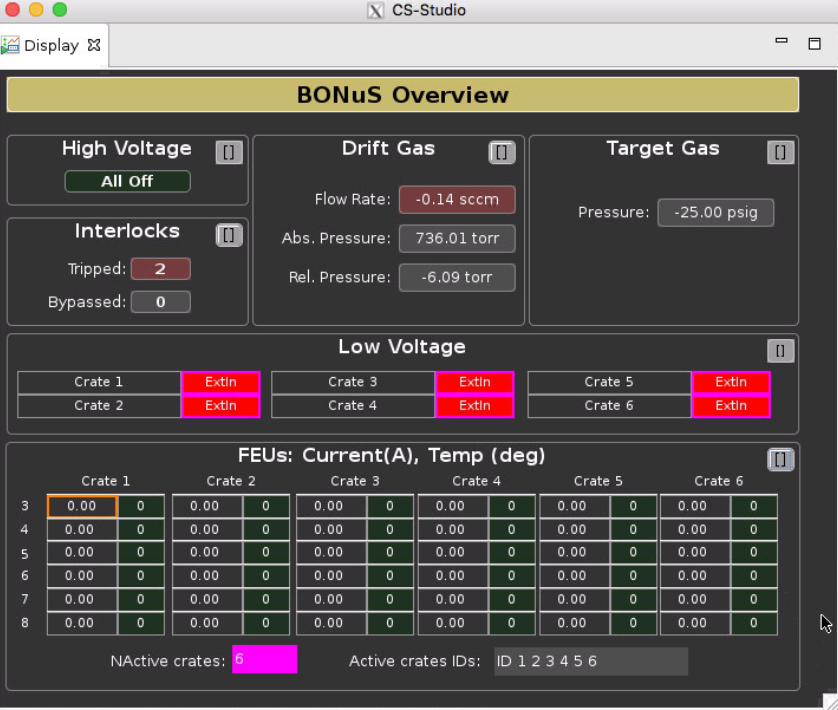 CS-Studio
Display
BONuS Overview
High Voltage []
All Off
Interlocks []
Tripped: 2
Bypassed: 0
Drift Gas []
Flow Rate: -0.14 sccm
Abs. Pressure: 736.01 torr
Rel. Pressure: -6.09 torr
Target Gas []
Pressure: -25.00 psig
Low Voltage []
Crate 1 ExtIn Crate 3 ExtIn Crate 5 ExtIn
Crate 2 ExtIn Crate 4 ExtIn Crate 6 ExtIn
FEUs: Current(A), Temp (deg) []
Crate 1 Crate 2 Crate 3 Crate 4 Crate 5 Crate 6
3 0.00 0 0.00 0 0.00 0 0.00 0 0.00 0 0.00 0
4 0.00 0 0.00 0 0.00 0 0.00 0 0.00 0 0.00 0
5 0.00 0 0.00 0 0.00 0 0.00 0 0.00 0 0.00 0
6 0.00 0 0.00 0 0.00 0 0.00 0 0.00 0 0.00 0
7 0.00 0 0.00 0 0.00 0 0.00 0 0.00 0 0.00 0
8 0.00 0 0.00 0 0.00 0 0.00 0 0.00 0 0.00 0
NActive crates: 6 Active crates IDs: ID 1 2 3 4 5 6